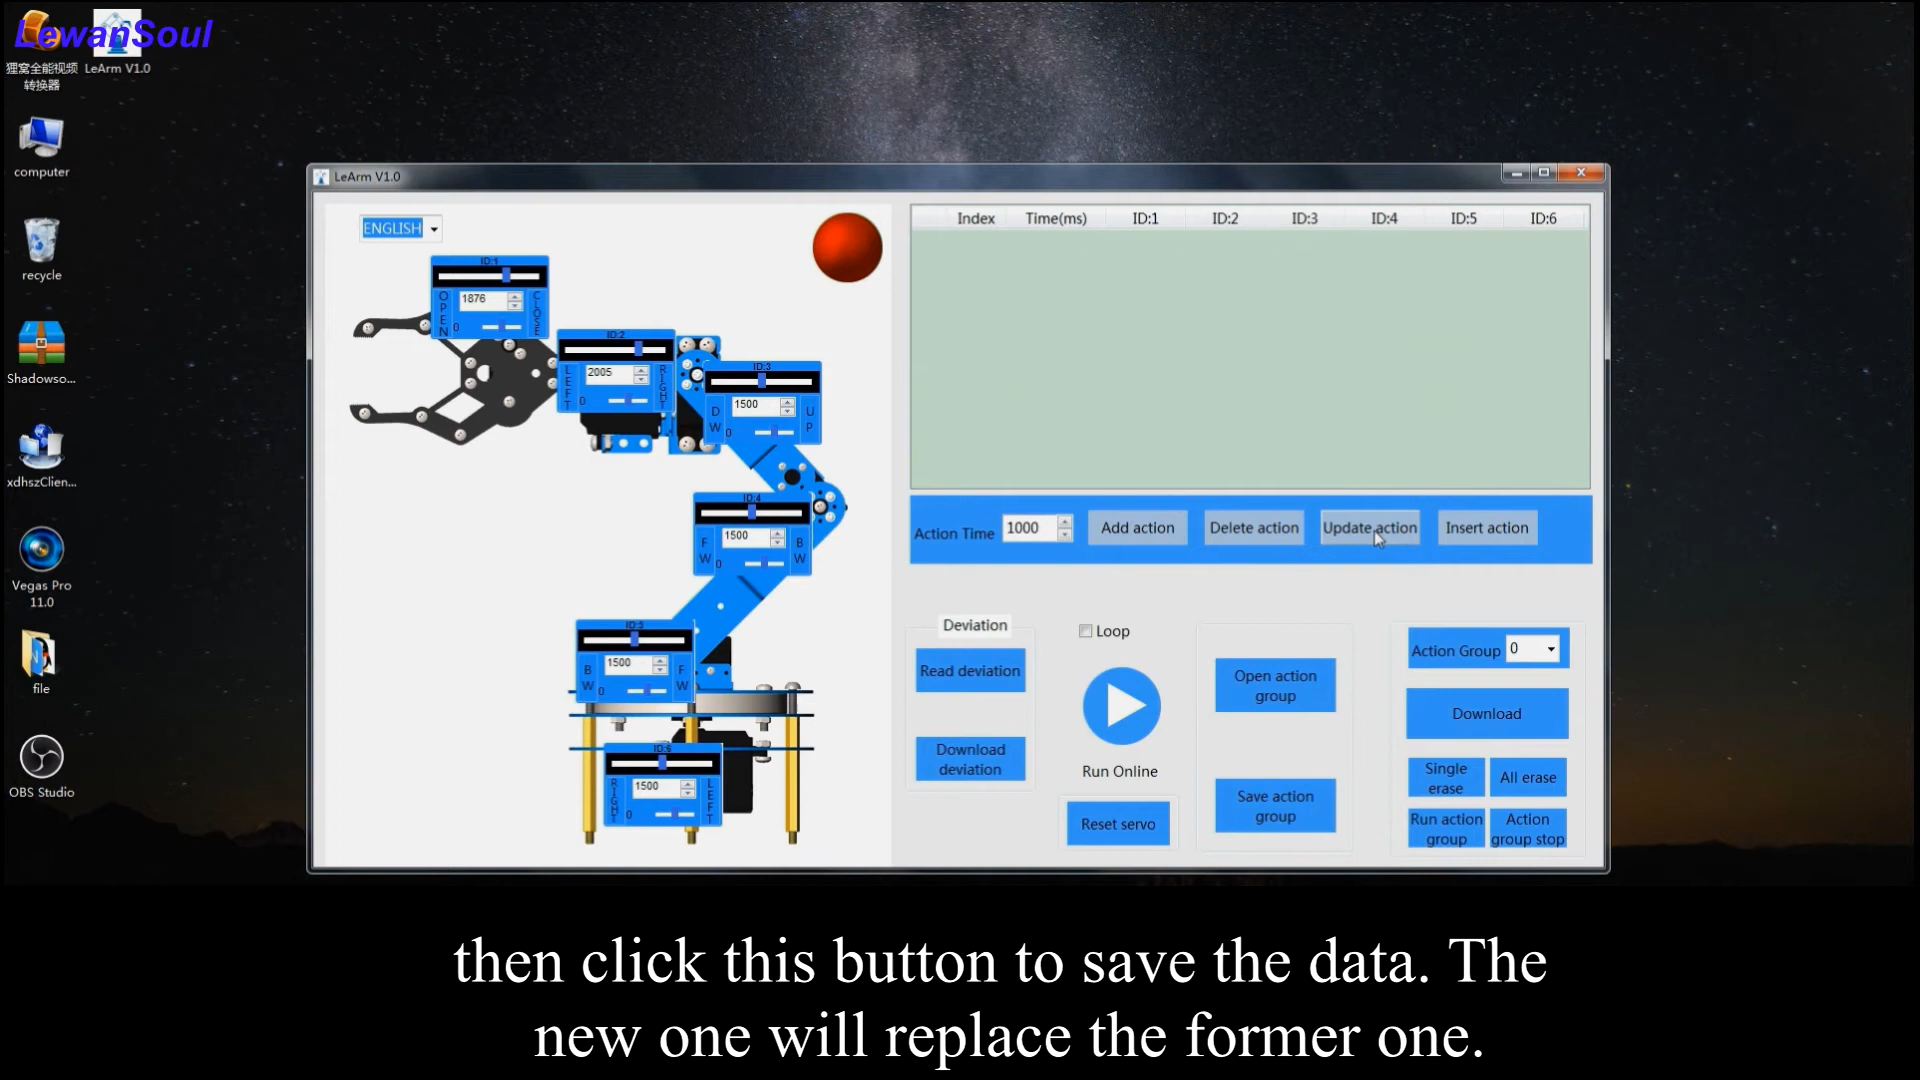 LewanSoul
狸窝全能视频
转换器
LeArm V1.0
computer
recycle
Shadowso...
xdhszClien...
Vegas Pro
11.0
file
OBS Studio
LeArm V1.0
ENGLISH
ID:1
OPEN
1876
CLOSE
0
ID:2
LEFT
2005
RIGHT
0
ID:3
DW
1500
UP
0
ID:4
FW
1500
BW
0
ID:5
BW
1500
FW
0
ID:6
RIGHT
1500
LEFT
0
Index Time(ms) ID:1 ID:2 ID:3 ID:4 ID:5 ID:6
Action Time 1000 Add action Delete action Update action Insert action
Deviation
Read deviation
Download
deviation
Loop
Run Online
Reset servo
Open action
group
Save action
group
Action Group 0
Download
Single
erase
All erase
Run action
group
Action
group stop
then click this button to save the data. The
new one will replace the former one.